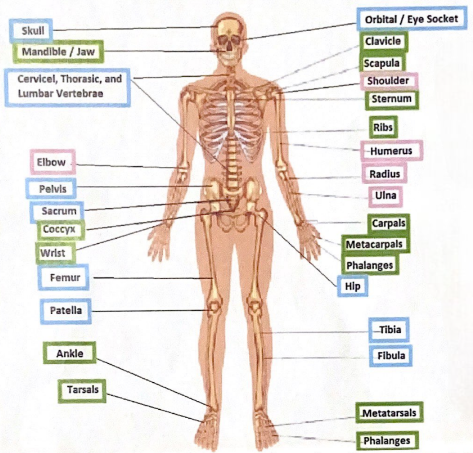 Skull
Mandible / Jaw
Cervicel, Thorasic, and
Lumbar Vertebrae
Elbow
Pelvis
Sacrum
Coccyx
Wrist
Femur
Patella
Ankle
Tarsals
Orbital / Eye Socket
Clavicle
Scapula
Shoulder
Sternum
Ribs
Humerus
Radius
Ulna
Carpals
Metacarpals
Phalanges
Hip
Tibia
Fibula
Metatarsals
Phalanges